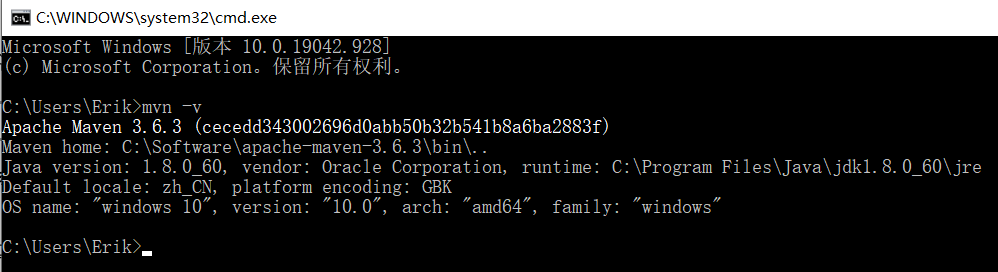 C:\WINDOWS\system32\cmd.exe
Microsoft Windows [版本 10.0.19042.928]
(c) Microsoft Corporation。保留所有权利。
C:\Users\Erik>mvn -v
Apache Maven 3.6.3 (cecedd343002696d0abb50b32b541b8a6ba2883f)
Maven home: C:\Software\apache-maven-3.6.3\bin\..
Java version: 1.8.0_60, vendor: Oracle Corporation, runtime: C:\Program Files\Java\jdk1.8.0_60\jre
Default locale: zh_CN, platform encoding: GBK
OS name: "windows 10", version: "10.0", arch: "amd64", family: "windows"
C:\Users\Erik>